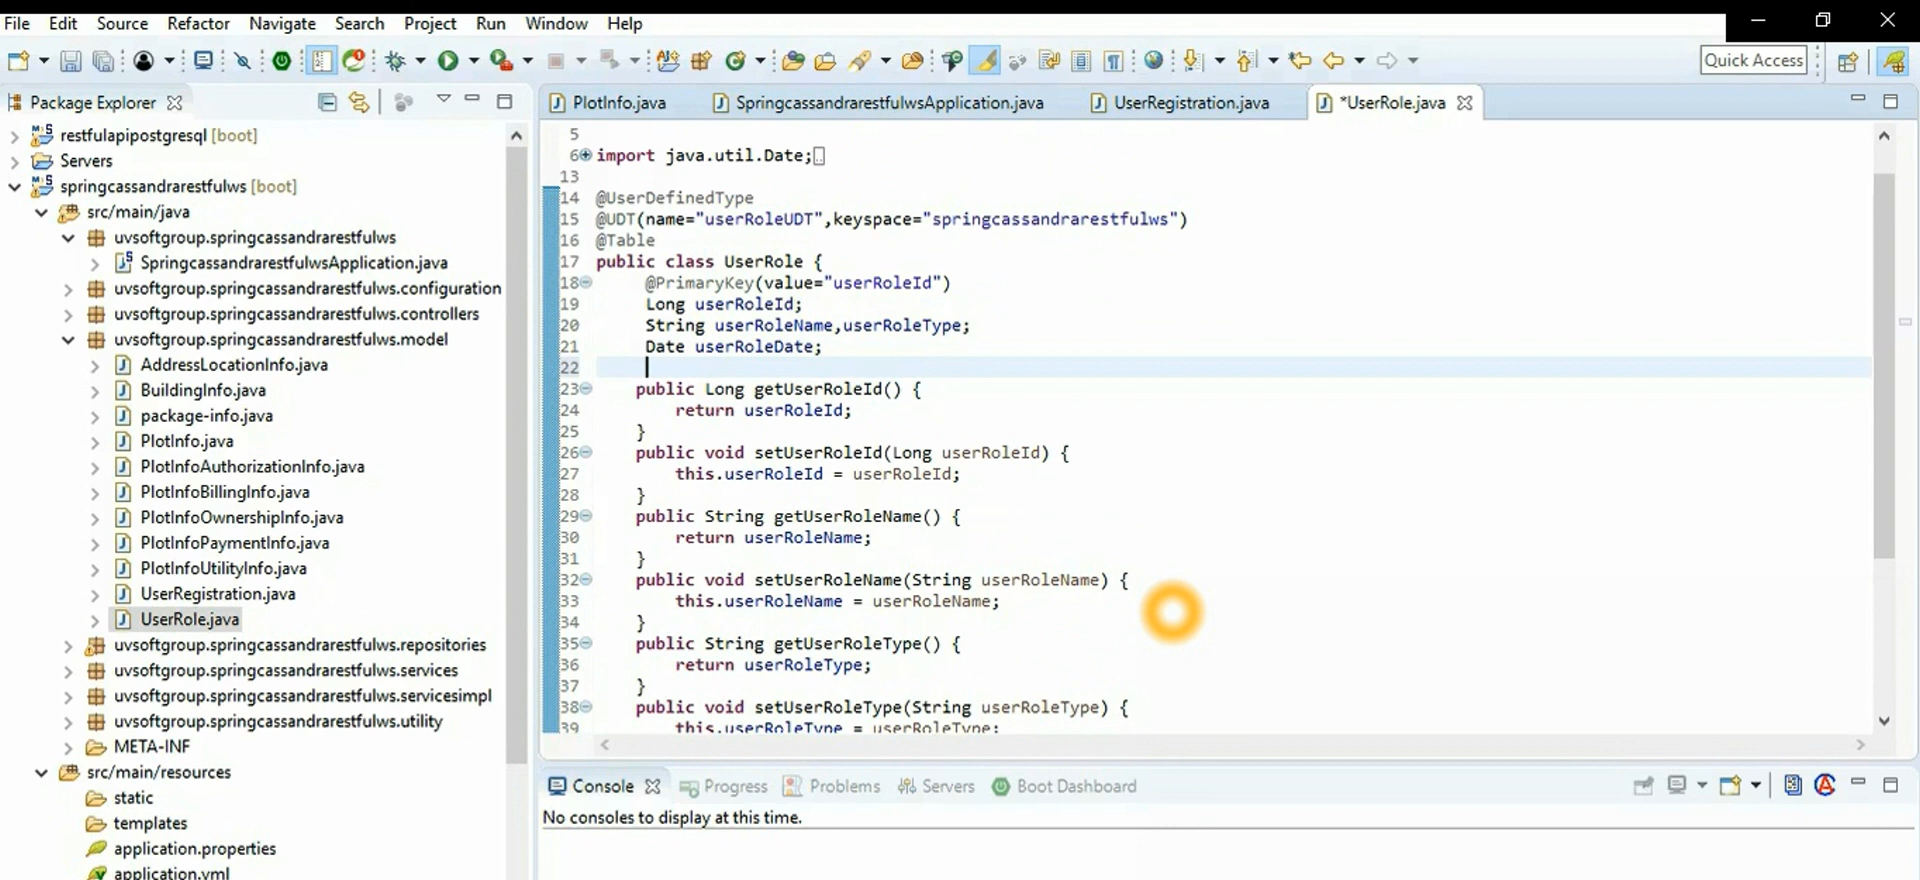 File Edit Source Refactor Navigate Search Project Run Window Help
Quick Access
Package Explorer
restfulapipostgresql [boot]
Servers
springcassandrarestfulws [boot]
src/main/java
uvsoftgroup.springcassandrarestfulws
SpringcassandrarestfulwsApplication.java
uvsoftgroup.springcassandrarestfulws.configuration
uvsoftgroup.springcassandrarestfulws.controllers
uvsoftgroup.springcassandrarestfulws.model
AddressLocationInfo.java
BuildingInfo.java
package-info.java
PlotInfo.java
PlotInfoAuthorizationInfo.java
PlotInfoBillingInfo.java
PlotInfoOwnershipInfo.java
PlotInfoPaymentInfo.java
PlotInfoUtilityInfo.java
UserRegistration.java
UserRole.java
uvsoftgroup.springcassandrarestfulws.repositories
uvsoftgroup.springcassandrarestfulws.services
uvsoftgroup.springcassandrarestfulws.servicesimpl
uvsoftgroup.springcassandrarestfulws.utility
META-INF
src/main/resources
static
templates
application.properties
application.yml
PlotInfo.java SpringcassandrarestfulwsApplication.java UserRegistration.java *UserRole.java
5
6 import java.util.Date;
13
14 @UserDefinedType
15 @UDT(name="userRoleUDT",keyspace="springcassandrarestfulws")
16 @Table
17 public class UserRole {
18 @PrimaryKey(value="userRoleId")
19 Long userRoleId;
20 String userRoleName,userRoleType;
21 Date userRoleDate;
22
23 public Long getUserRoleId() {
24 return userRoleId;
25 }
26 public void setUserRoleId(Long userRoleId) {
27 this.userRoleId = userRoleId;
28 }
29 public String getUserRoleName() {
30 return userRoleName;
31 }
32 public void setUserRoleName(String userRoleName) {
33 this.userRoleName = userRoleName;
34 }
35 public String getUserRoleType() {
36 return userRoleType;
37 }
38 public void setUserRoleType(String userRoleType) {
39 this.userRoleType = userRoleType;
Console Progress Problems Servers Boot Dashboard
No consoles to display at this time.